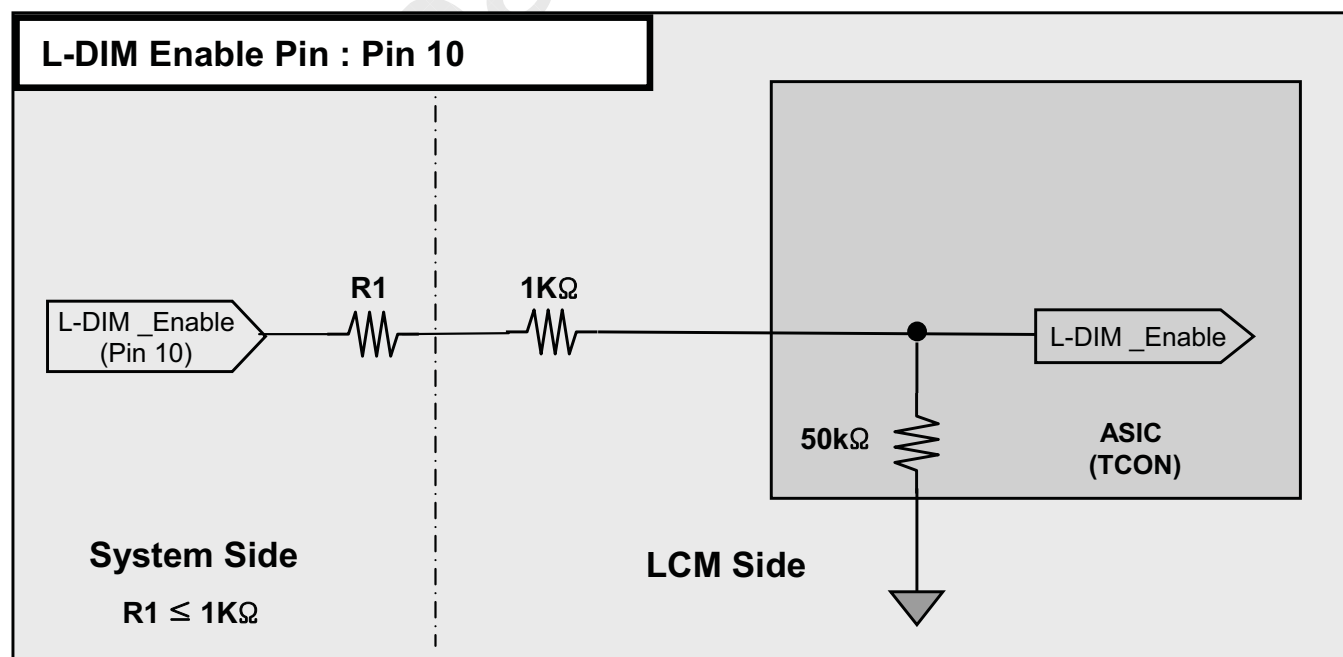 L-DIM Enable Pin : Pin 10
R1
1KΩ
L-DIM _Enable
(Pin 10)
L-DIM _Enable
50kΩ
ASIC
(TCON)
System Side
LCM Side
R1 ≤ 1KΩ